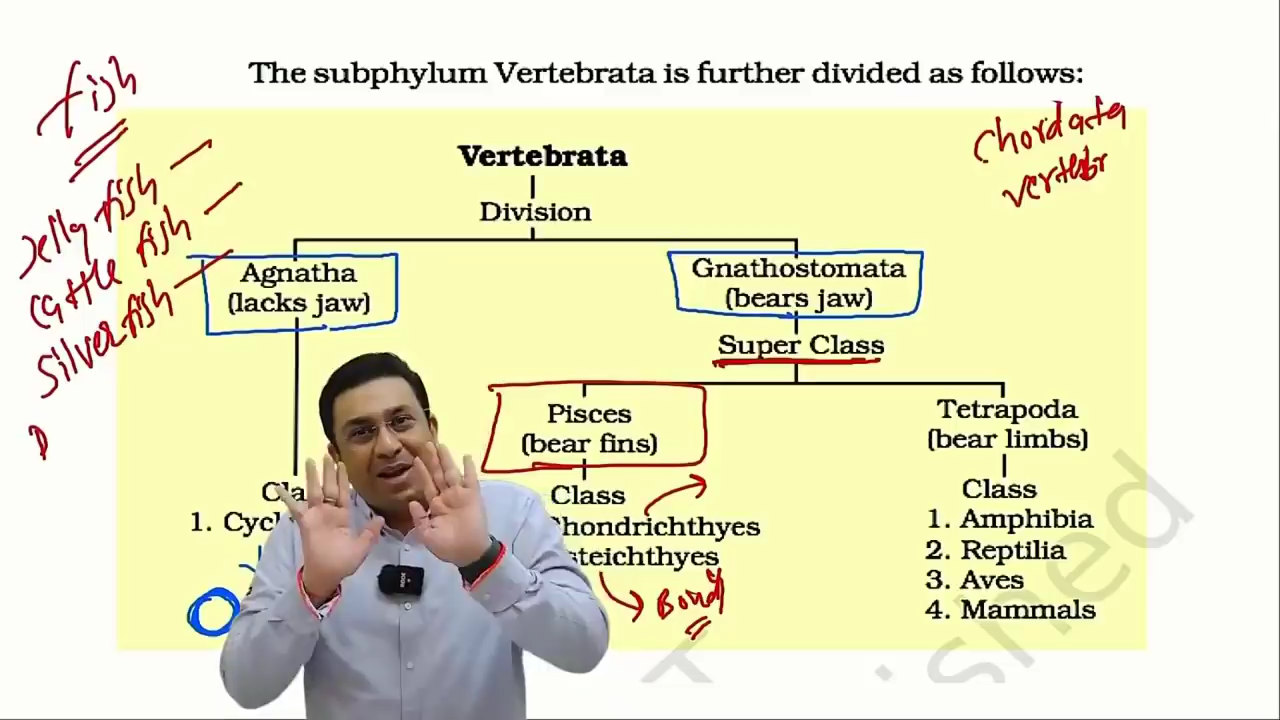 The subphylum Vertebrata is further divided as follows:
fish
Jelly fish
Cattle fish
Silver fish
Chordata
vertebr
Vertebrata
Division
Agnatha
(lacks jaw)
Gnathostomata
(bears jaw)
Super Class
Pisces
(bear fins)
Tetrapoda
(bear limbs)
Cla
1. Cycl
Class
Chondrichthyes
steichthyes
Bony
Class
1. Amphibia
2. Reptilia
3. Aves
4. Mammals
shed